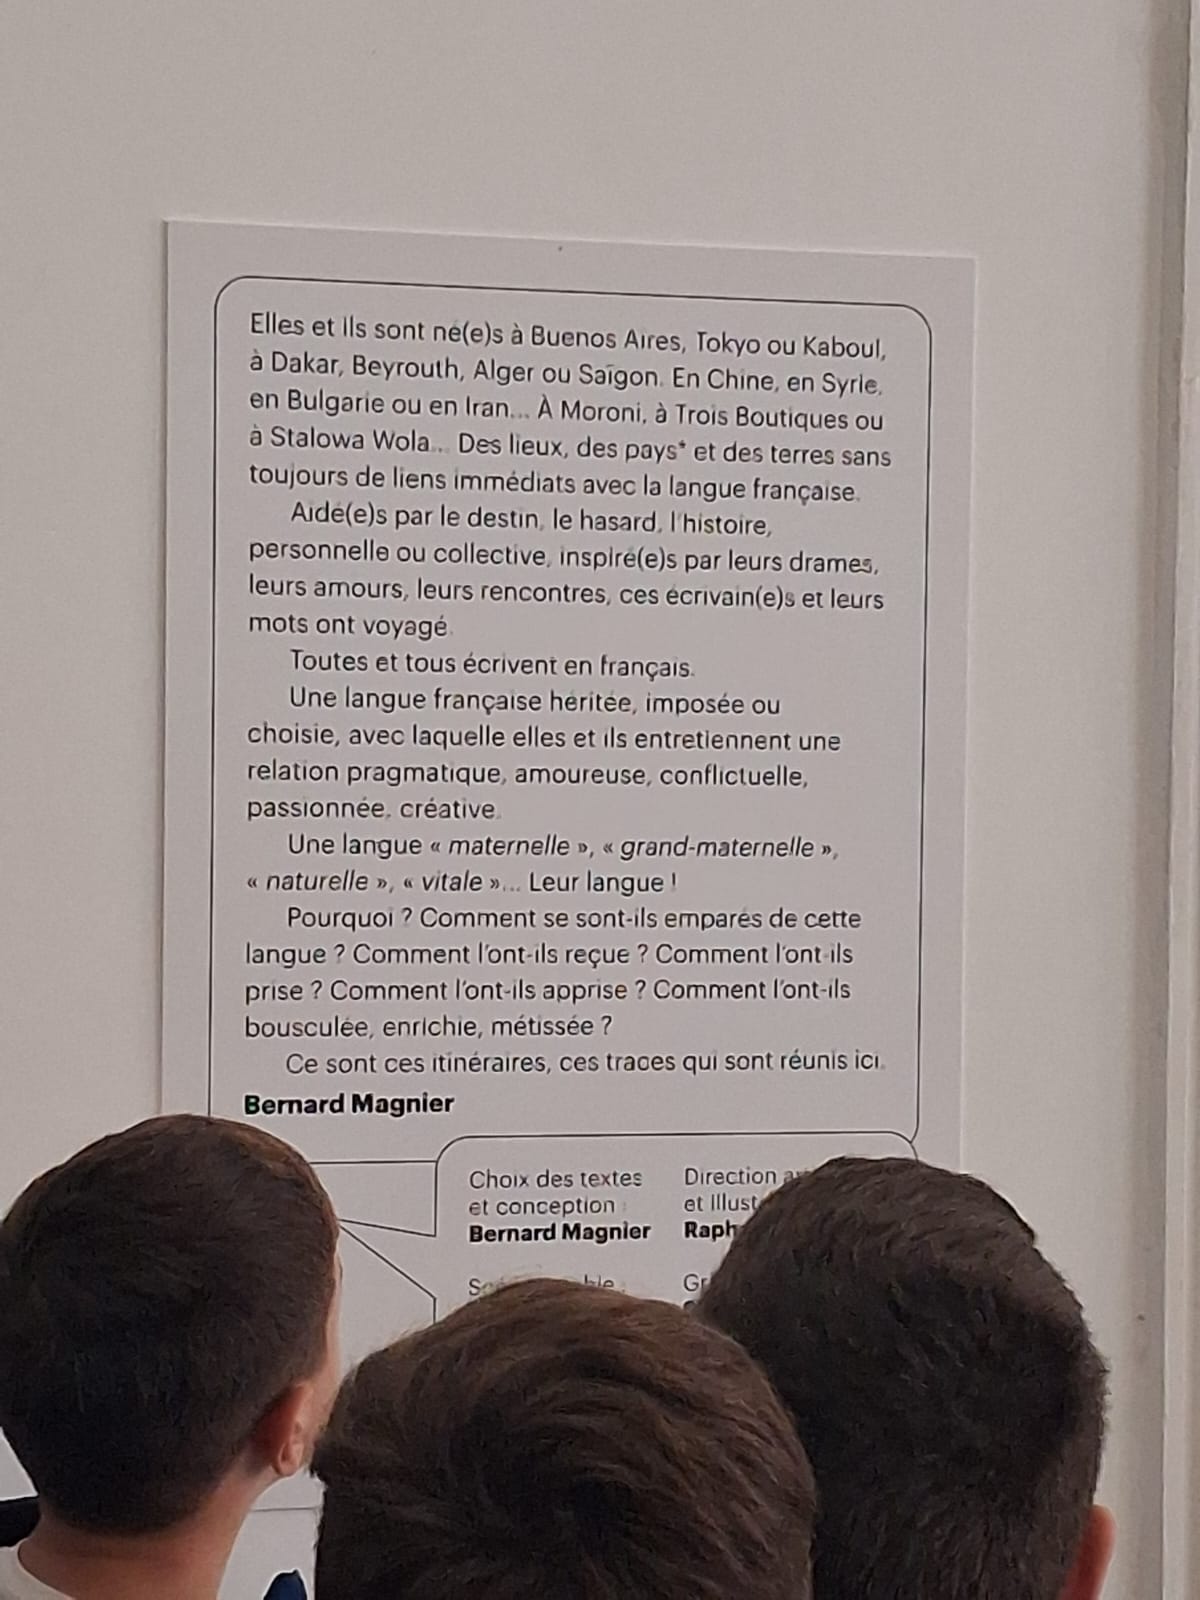 Elles et ils sont né(e)s à Buenos Aires, Tokyo ou Kaboul,
à Dakar, Beyrouth, Alger ou Saïgon. En Chine, en Syrie,
en Bulgarie ou en Iran... À Moroni, à Trois Boutiques ou
à Stalowa Wola... Des lieux, des pays* et des terres sans
toujours de liens immédiats avec la langue française.
Aidé(e)s par le destin, le hasard, l'histoire,
personnelle ou collective, inspiré(e)s par leurs drames,
leurs amours, leurs rencontres, ces écrivain(e)s et leurs
mots ont voyagé.
Toutes et tous écrivent en français.
Une langue française héritée, imposée ou
choisie, avec laquelle elles et ils entretiennent une
relation pragmatique, amoureuse, conflictuelle,
passionnée, créative.
Une langue « maternelle », « grand-maternelle »,
« naturelle », « vitale »... Leur langue !
Pourquoi ? Comment se sont-ils emparés de cette
langue ? Comment l'ont-ils reçue ? Comment l'ont-ils
prise ? Comment l'ont-ils apprise ? Comment l'ont-ils
bousculée, enrichie, métissée ?
Ce sont ces itinéraires, ces traces qui sont réunis ici.
Bernard Magnier
Choix des textes
et conception :
Bernard Magnier
Direction
et